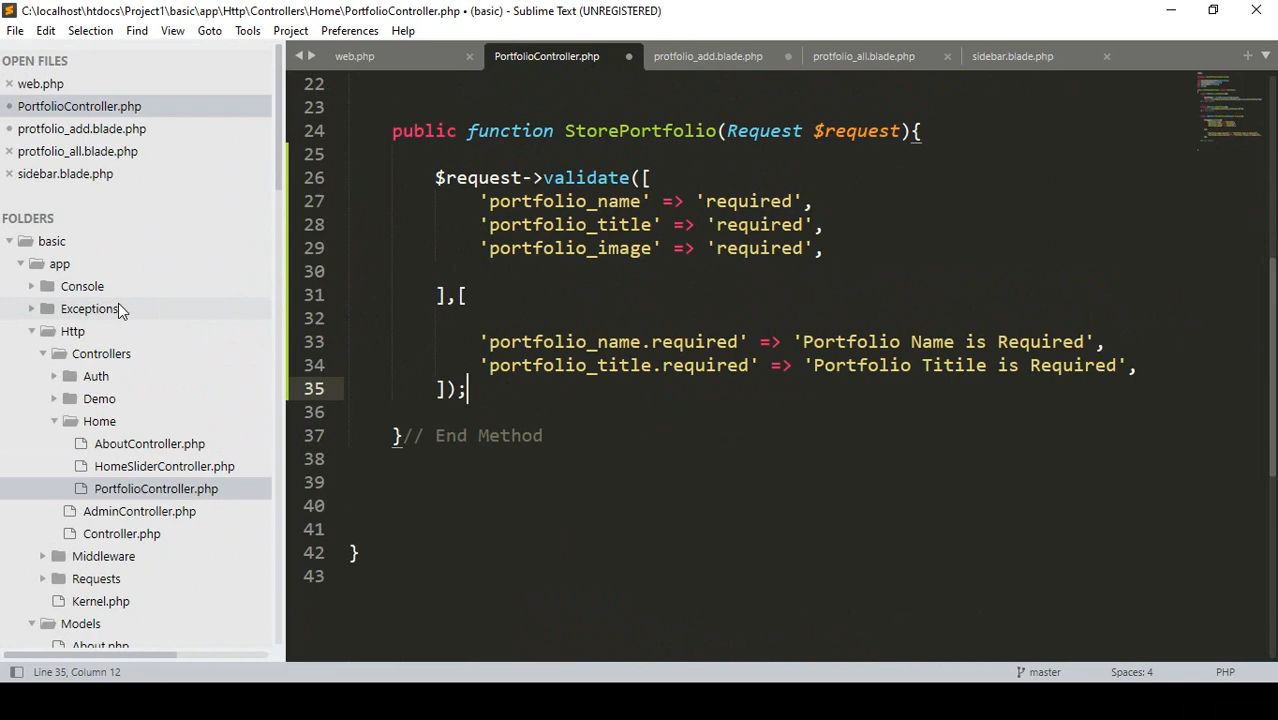 C:\localhost\htdocs\Project1\basic\app\Http\Controllers\Home\PortfolioController.php • (basic) - Sublime Text (UNREGISTERED)
File Edit Selection Find View Goto Tools Project Preferences Help
OPEN FILES
web.php
PortfolioController.php
protfolio_add.blade.php
protfolio_all.blade.php
sidebar.blade.php
FOLDERS
basic
app
Console
Exceptions
Http
Controllers
Auth
Demo
Home
AboutController.php
HomeSliderController.php
PortfolioController.php
AdminController.php
Controller.php
Middleware
Requests
Kernel.php
Models
About.php
web.php PortfolioController.php protfolio_add.blade.php protfolio_all.blade.php sidebar.blade.php
22
23
24 public function StorePortfolio(Request $request){
25
26 $request->validate([
27 'portfolio_name' => 'required',
28 'portfolio_title' => 'required',
29 'portfolio_image' => 'required',
30
31 ],[
32
33 'portfolio_name.required' => 'Portfolio Name is Required',
34 'portfolio_title.required' => 'Portfolio Titile is Required',
35 ]);
36
37 }// End Method
38
39
40
41
42 }
43
Line 35, Column 12 master Spaces: 4 PHP